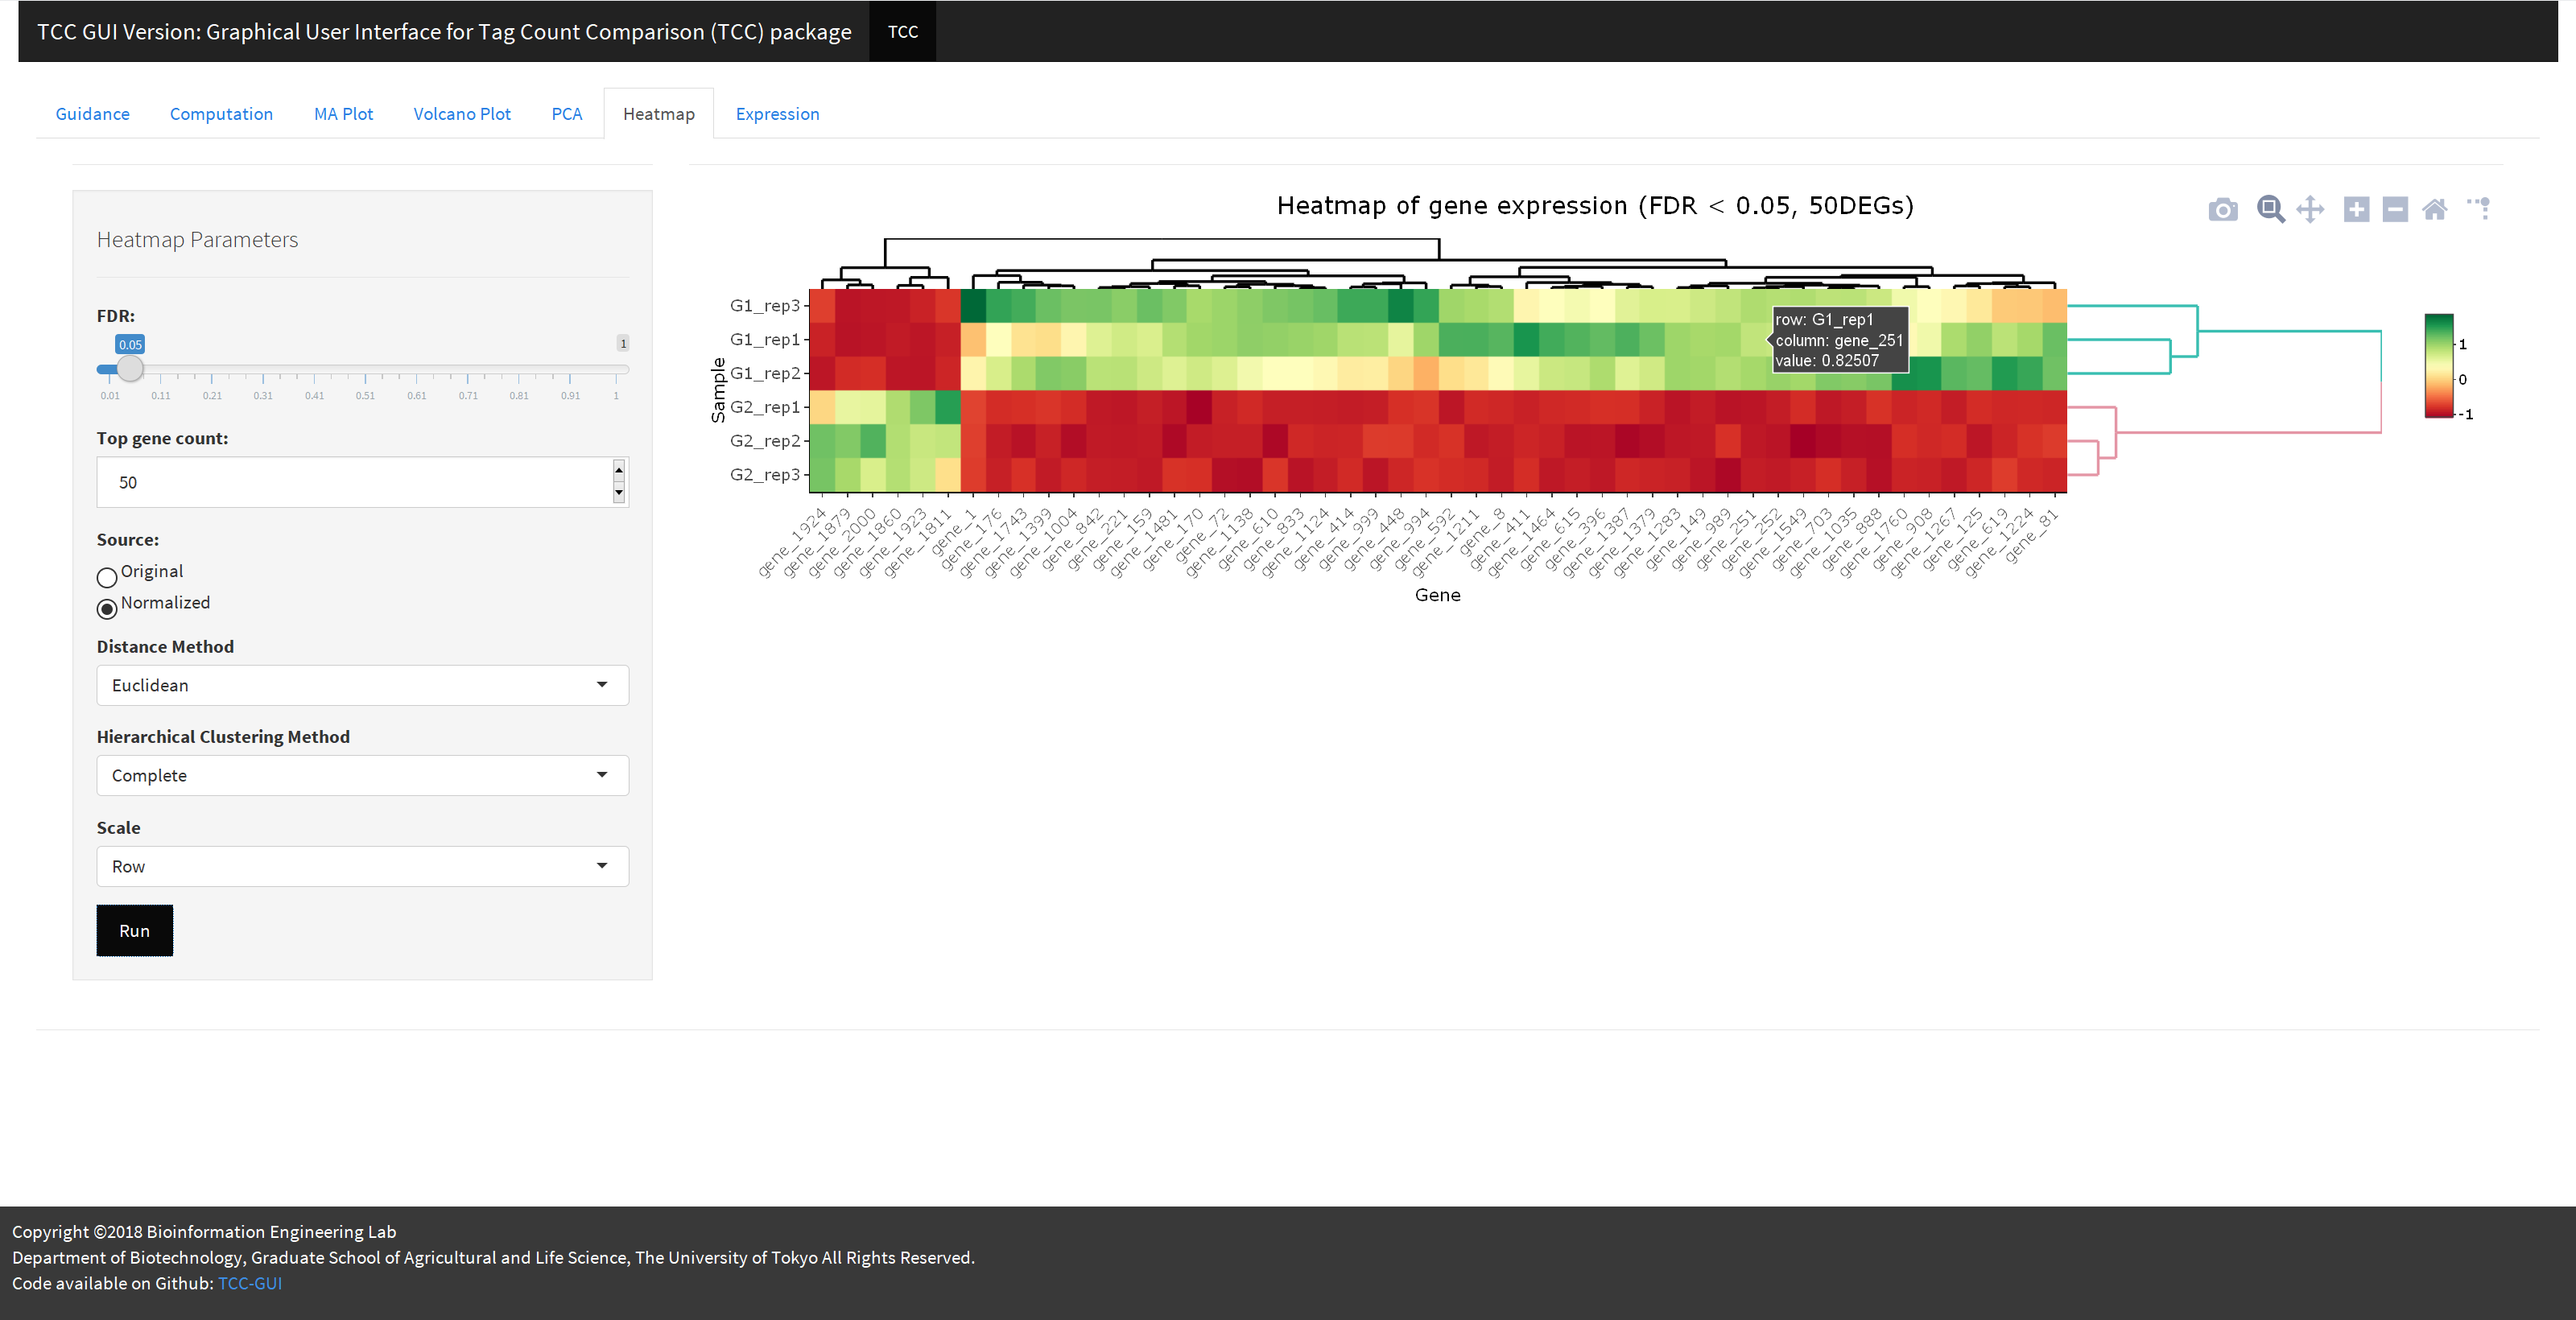 TCC GUI Version: Graphical User Interface for Tag Count Comparison (TCC) package TCC
Guidance Computation MA Plot Volcano Plot PCA Heatmap Expression
Heatmap Parameters
FDR:
0.05 1
0.01 0.11 0.21 0.31 0.41 0.51 0.61 0.71 0.81 0.91 1
Top gene count:
50
Source:
Original
Normalized
Distance Method
Euclidean
Hierarchical Clustering Method
Complete
Scale
Row
Run
Heatmap of gene expression (FDR < 0.05, 50DEGs)
Sample
G1_rep3
G1_rep1
G1_rep2
G2_rep1
G2_rep2
G2_rep3
row: G1_rep1
column: gene_251
value: 0.82507
1
0
-1
gene_1924 gene_1879 gene_2000 gene_1860 gene_1923 gene_1811 gene_1 gene_176 gene_1743 gene_1399 gene_1004 gene_842 gene_221 gene_159 gene_1481 gene_170 gene_72 gene_1138 gene_610 gene_833 gene_1124 gene_414 gene_999 gene_448 gene_994 gene_592 gene_1211 gene_8 gene_411 gene_1464 gene_615 gene_396 gene_1387 gene_1379 gene_1283 gene_149 gene_989 gene_251 gene_252 gene_1549 gene_703 gene_1035 gene_888 gene_1760 gene_908 gene_1267 gene_125 gene_619 gene_1224 gene_81
Gene
Copyright ©2018 Bioinformation Engineering Lab
Department of Biotechnology, Graduate School of Agricultural and Life Science, The University of Tokyo All Rights Reserved.
Code available on Github: TCC-GUI